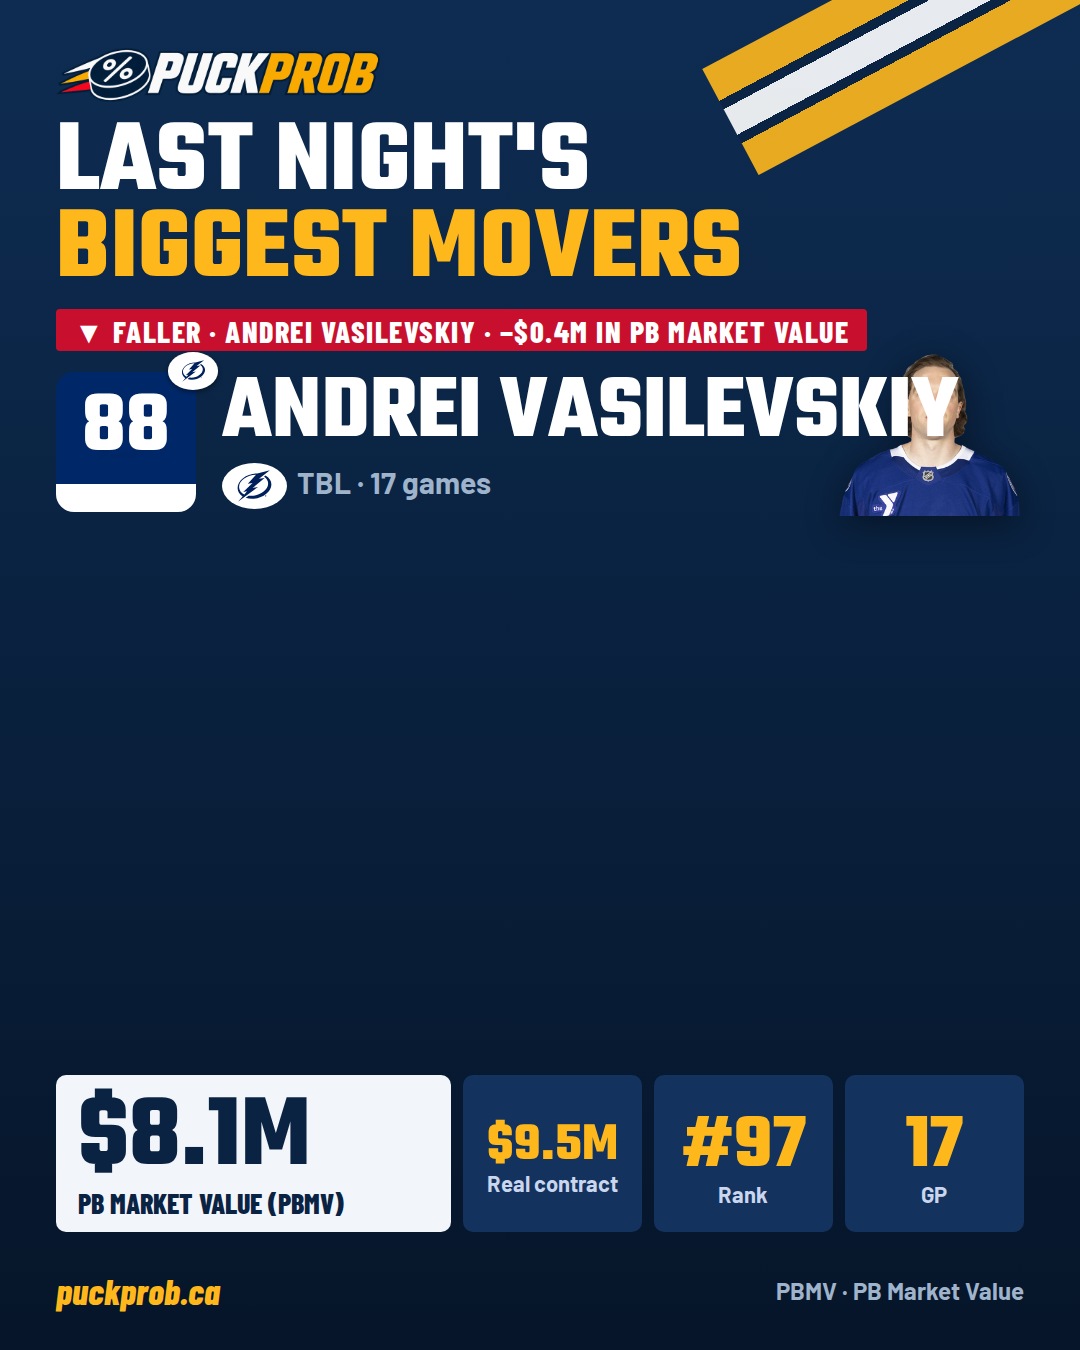 % PUCKPROB
LAST NIGHT'S
BIGGEST MOVERS
▼ FALLER · ANDREI VASILEVSKIY · −$0.4M IN PB MARKET VALUE
88
ANDREI VASILEVSKIY
TBL · 17 games
the Y
$8.1M
PB MARKET VALUE (PBMV)
$9.5M
Real contract
#97
Rank
17
GP
puckprob.ca
PBMV · PB Market Value